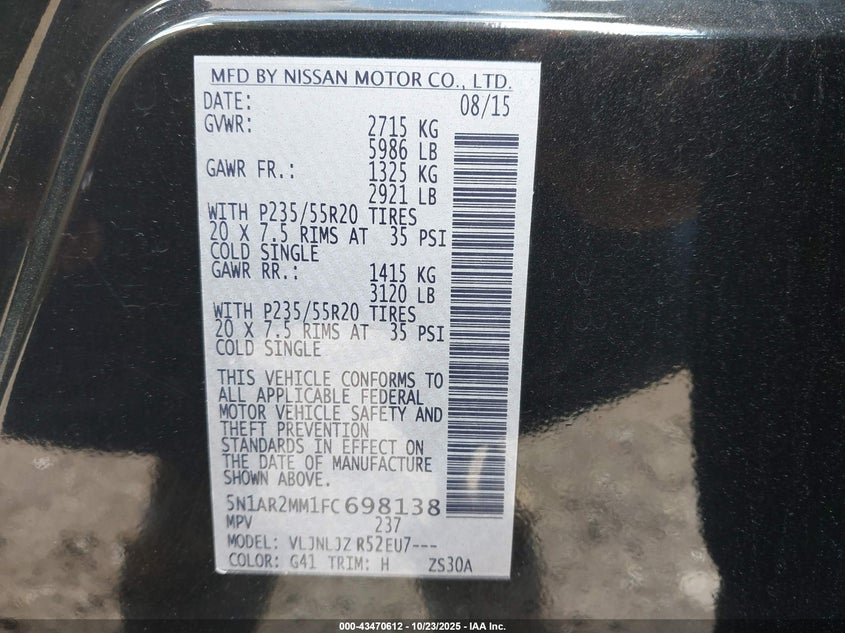 MFD BY NISSAN MOTOR CO., LTD.
DATE: 08/15
GVWR: 2715 KG
5986 LB
GAWR FR.: 1325 KG
2921 LB
WITH P235/55R20 TIRES
20 X 7.5 RIMS AT 35 PSI
COLD SINGLE
GAWR RR.: 1415 KG
3120 LB
WITH P235/55R20 TIRES
20 X 7.5 RIMS AT 35 PSI
COLD SINGLE
THIS VEHICLE CONFORMS TO
ALL APPLICABLE FEDERAL
MOTOR VEHICLE SAFETY AND
THEFT PREVENTION
STANDARDS IN EFFECT ON
THE DATE OF MANUFACTURE
SHOWN ABOVE.
5N1AR2MM1FC698138
MPV 237
MODEL: VLJNLJZ R52EU7---
COLOR: G41 TRIM: H ZS30A
000-43470612 - 10/23/2025 - IAA Inc.